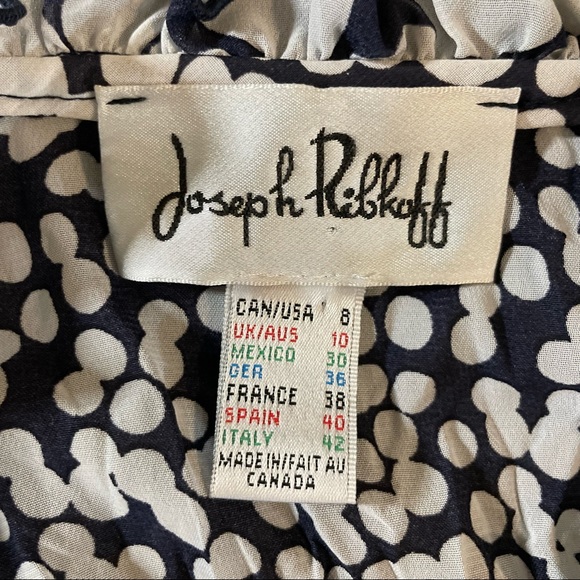 Joseph Ribkoff
CAN/USA 8
UK/AUS 10
MEXICO 30
GER 36
FRANCE 38
SPAIN 40
ITALY 42
MADE IN/FAIT AU
CANADA